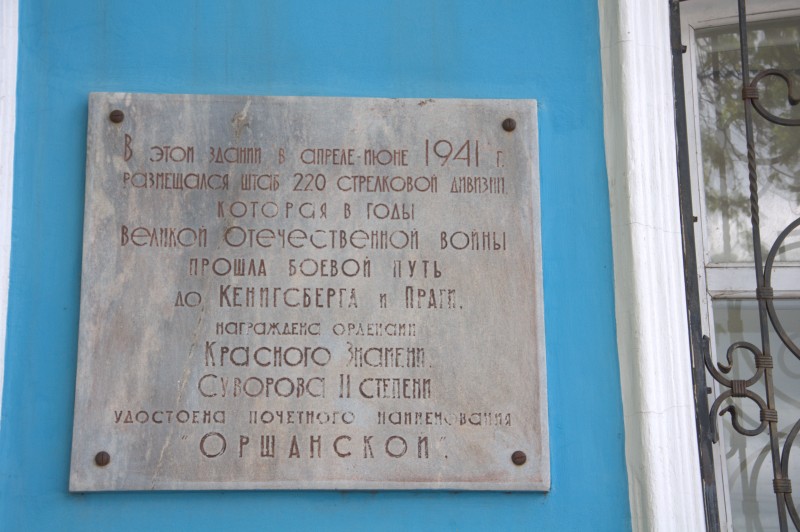 В этом здании в апреле-июне 1941 г.
размещался штаб 220 стрелковой дивизии,
которая в годы
Великой Отечественной войны
прошла боевой путь
до Кенигсберга и Праги,
награждена орденами
Красного Знамени,
Суворова II степени
удостоена почетного наименования
"Оршанской".